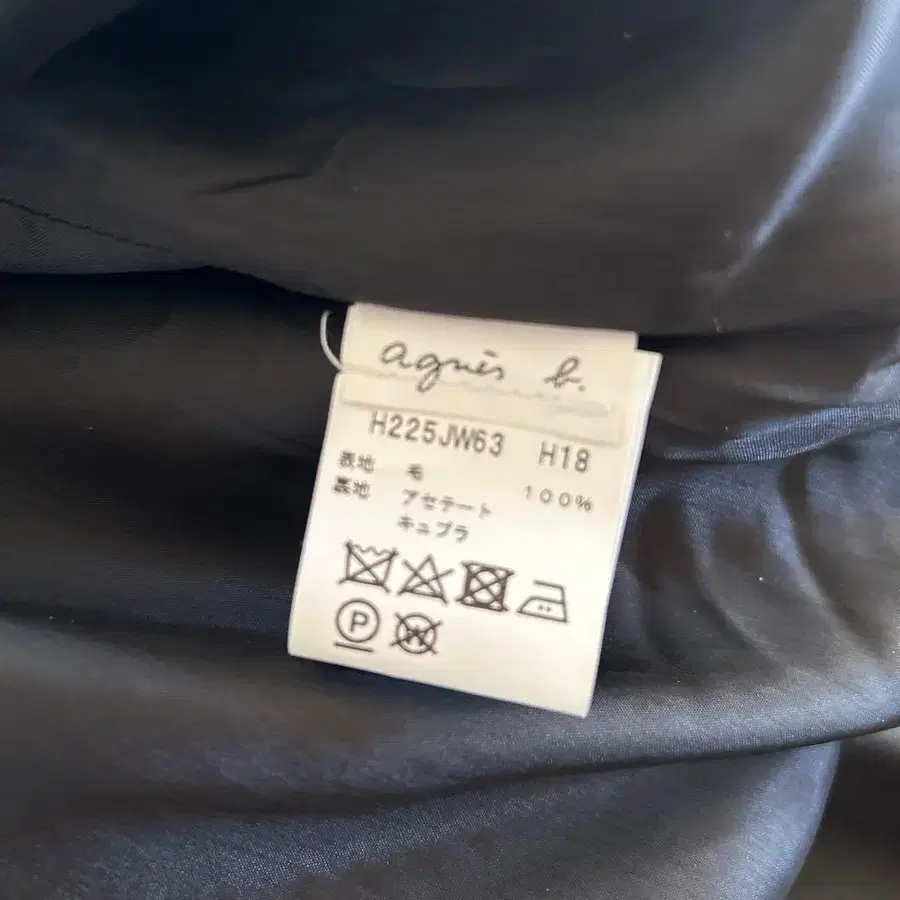 agnès b.
H225JW63 H18
表地 毛 100%
裏地 アセテート
キュプラ
P
W